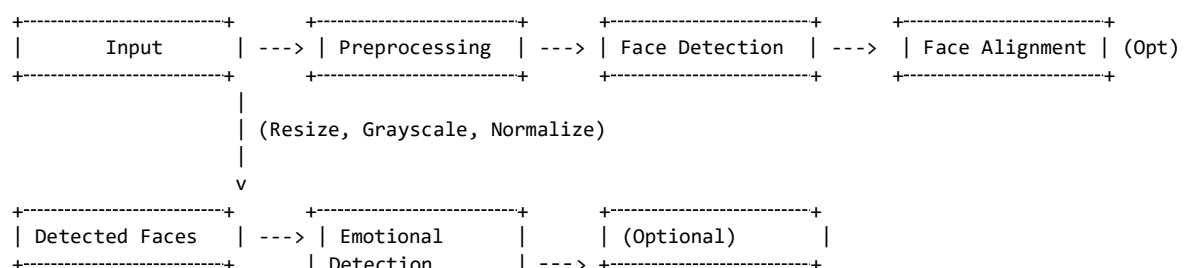 Input ---> Preprocessing ---> Face Detection ---> Face Alignment (Opt)
(Resize, Grayscale, Normalize)
v
Detected Faces ---> Emotional (Optional)
Detection --->